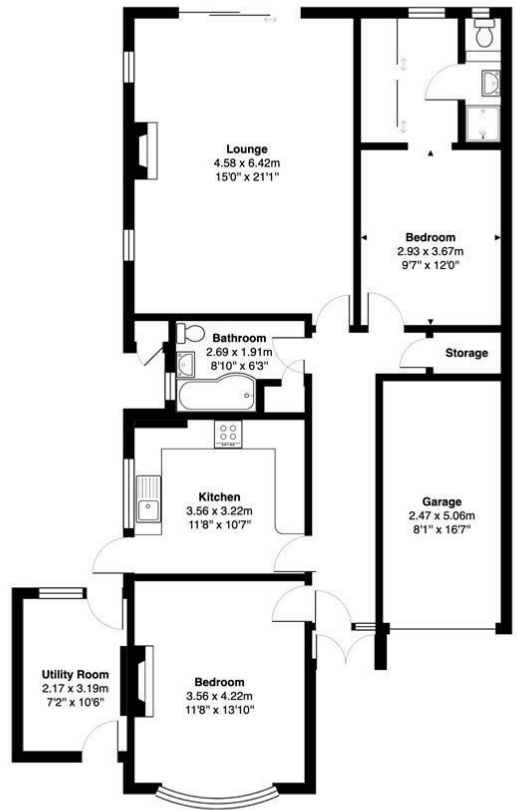 Lounge
4.58 x 6.42m
15'0" x 21'1"
Bedroom
2.93 x 3.67m
9'7" x 12'0"
Bathroom
2.69 x 1.91m
8'10" x 6'3"
Storage
Kitchen
3.56 x 3.22m
11'8" x 10'7"
Garage
2.47 x 5.06m
8'1" x 16'7"
Utility Room
2.17 x 3.19m
7'2" x 10'6"
Bedroom
3.56 x 4.22m
11'8" x 13'10"